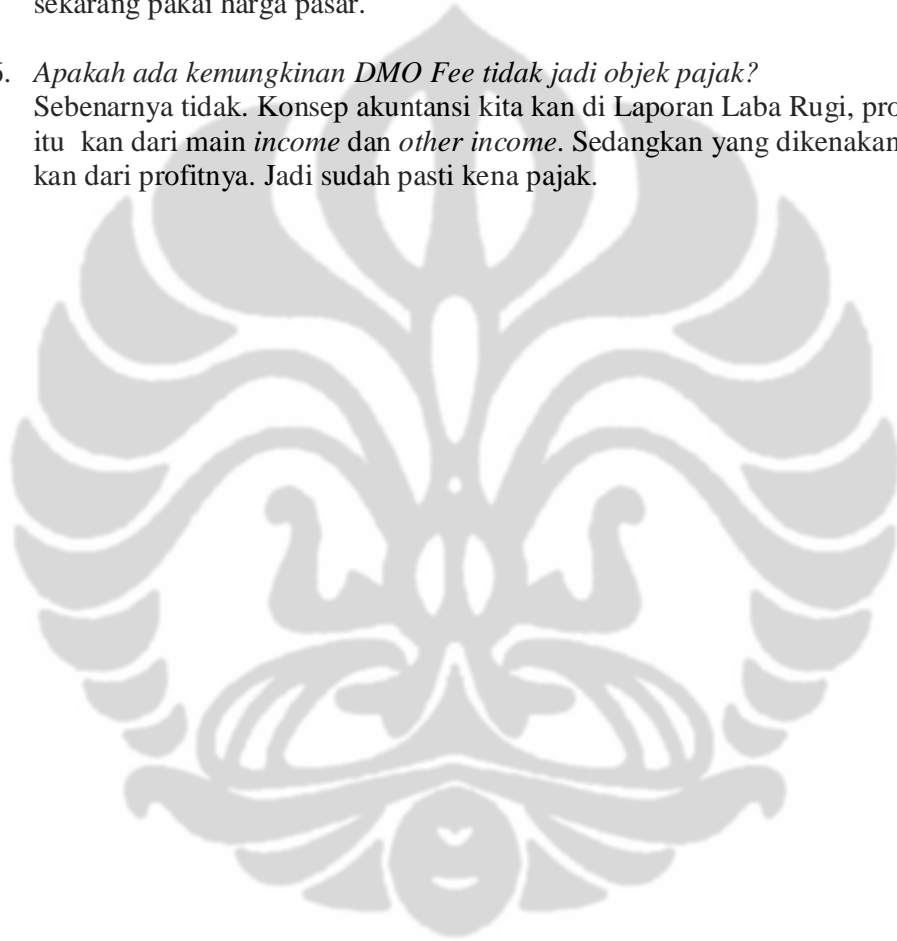 sekarang pakai harga pasar.
6. Apakah ada kemungkinan DMO Fee tidak jadi objek pajak?
Sebenarnya tidak. Konsep akuntansi kita kan di Laporan Laba Rugi,
itu kan dari main income dan other income. Sedangkan yang dikenakan
kan dari profitnya. Jadi sudah pasti kena pajak.